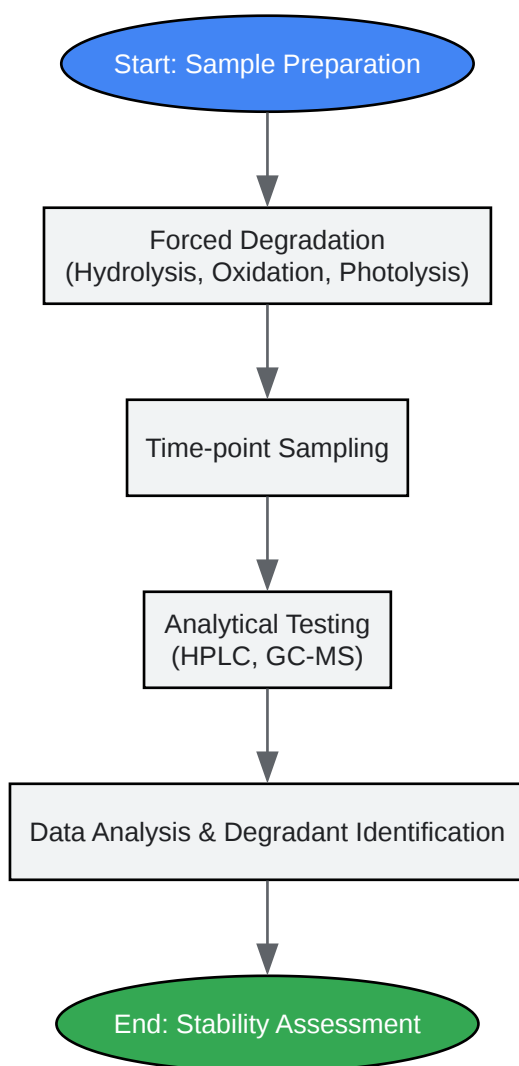 Start: Sample Preparation
Forced Degradation
(Hydrolysis, Oxidation, Photolysis)
Time-point Sampling
Analytical Testing
(HPLC, GC-MS)
Data Analysis & Degradant Identification
End: Stability Assessment